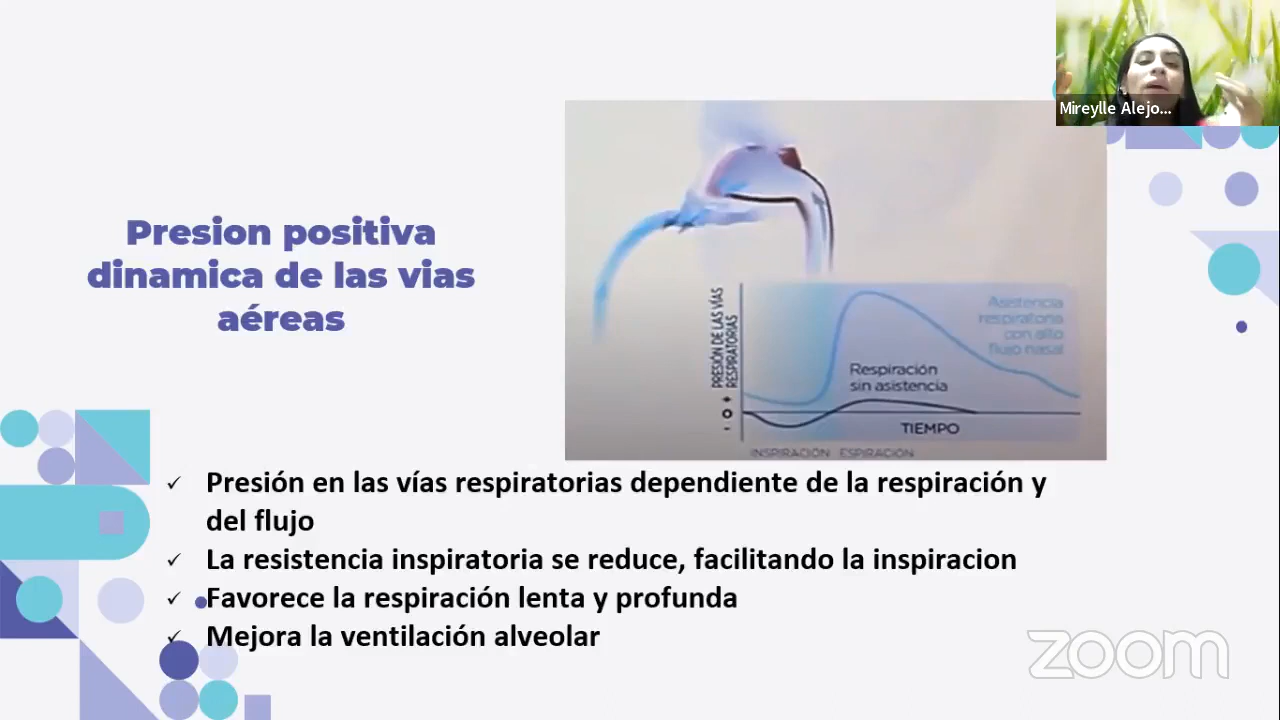 Mireylle Alejo...
Presion positiva
dinamica de las vias
aéreas
PRESIÓN DE LAS VÍAS
RESPIRATORIAS
- O +
Asistencia
respiratoria
con alto
flujo nasal
Respiración
sin asistencia
TIEMPO
INSPIRACIÓN ESPIRACIÓN
✓ Presión en las vías respiratorias dependiente de la respiración y
del flujo
✓ La resistencia inspiratoria se reduce, facilitando la inspiracion
✓ Favorece la respiración lenta y profunda
✓ Mejora la ventilación alveolar
zoom